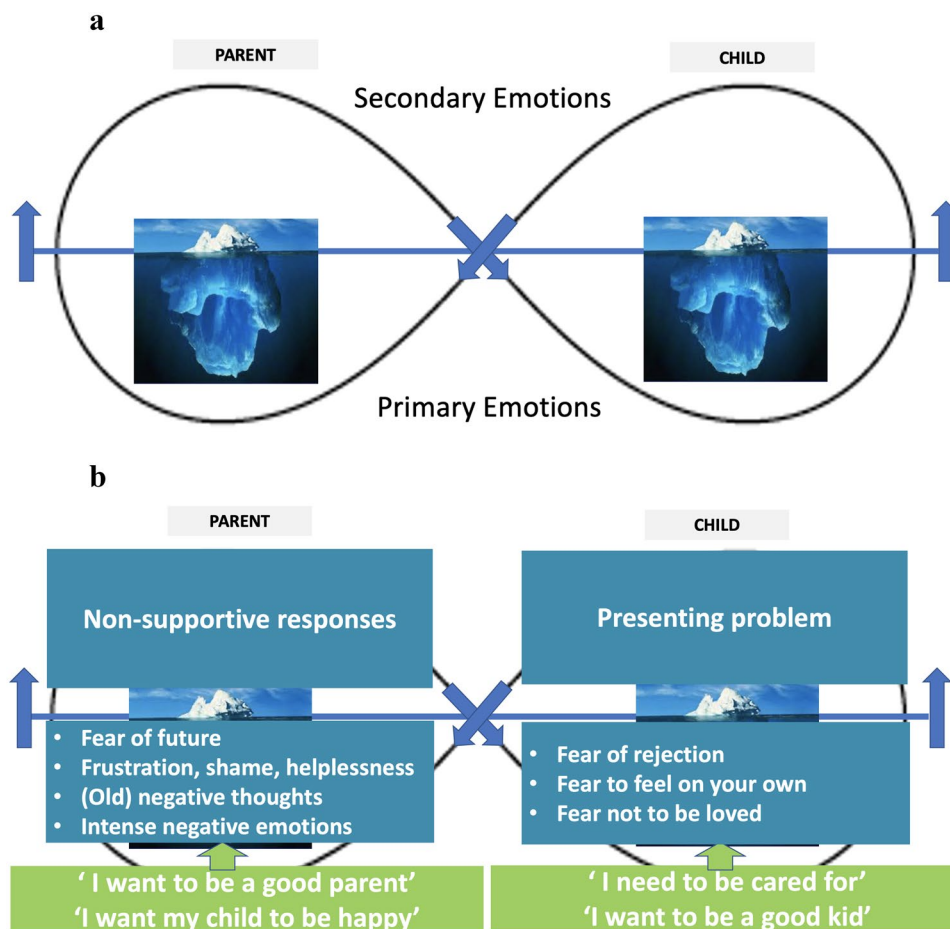 a
PARENT
CHILD
Secondary Emotions
Primary Emotions
b
PARENT
CHILD
Non-supportive responses
Presenting problem
• Fear of future
• Frustration, shame, helplessness
• (Old) negative thoughts
• Intense negative emotions
• Fear of rejection
• Fear to feel on your own
• Fear not to be loved
‘ I want to be a good parent’
‘I want my child to be happy’
‘ I need to be cared for’
‘I want to be a good kid’